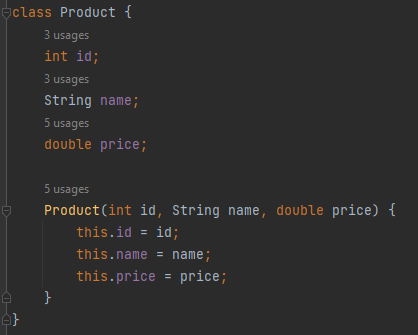 class Product {
3 usages
int id;
3 usages
String name;
5 usages
double price;
5 usages
Product(int id, String name, double price) {
this.id = id;
this.name = name;
this.price = price;
}
}